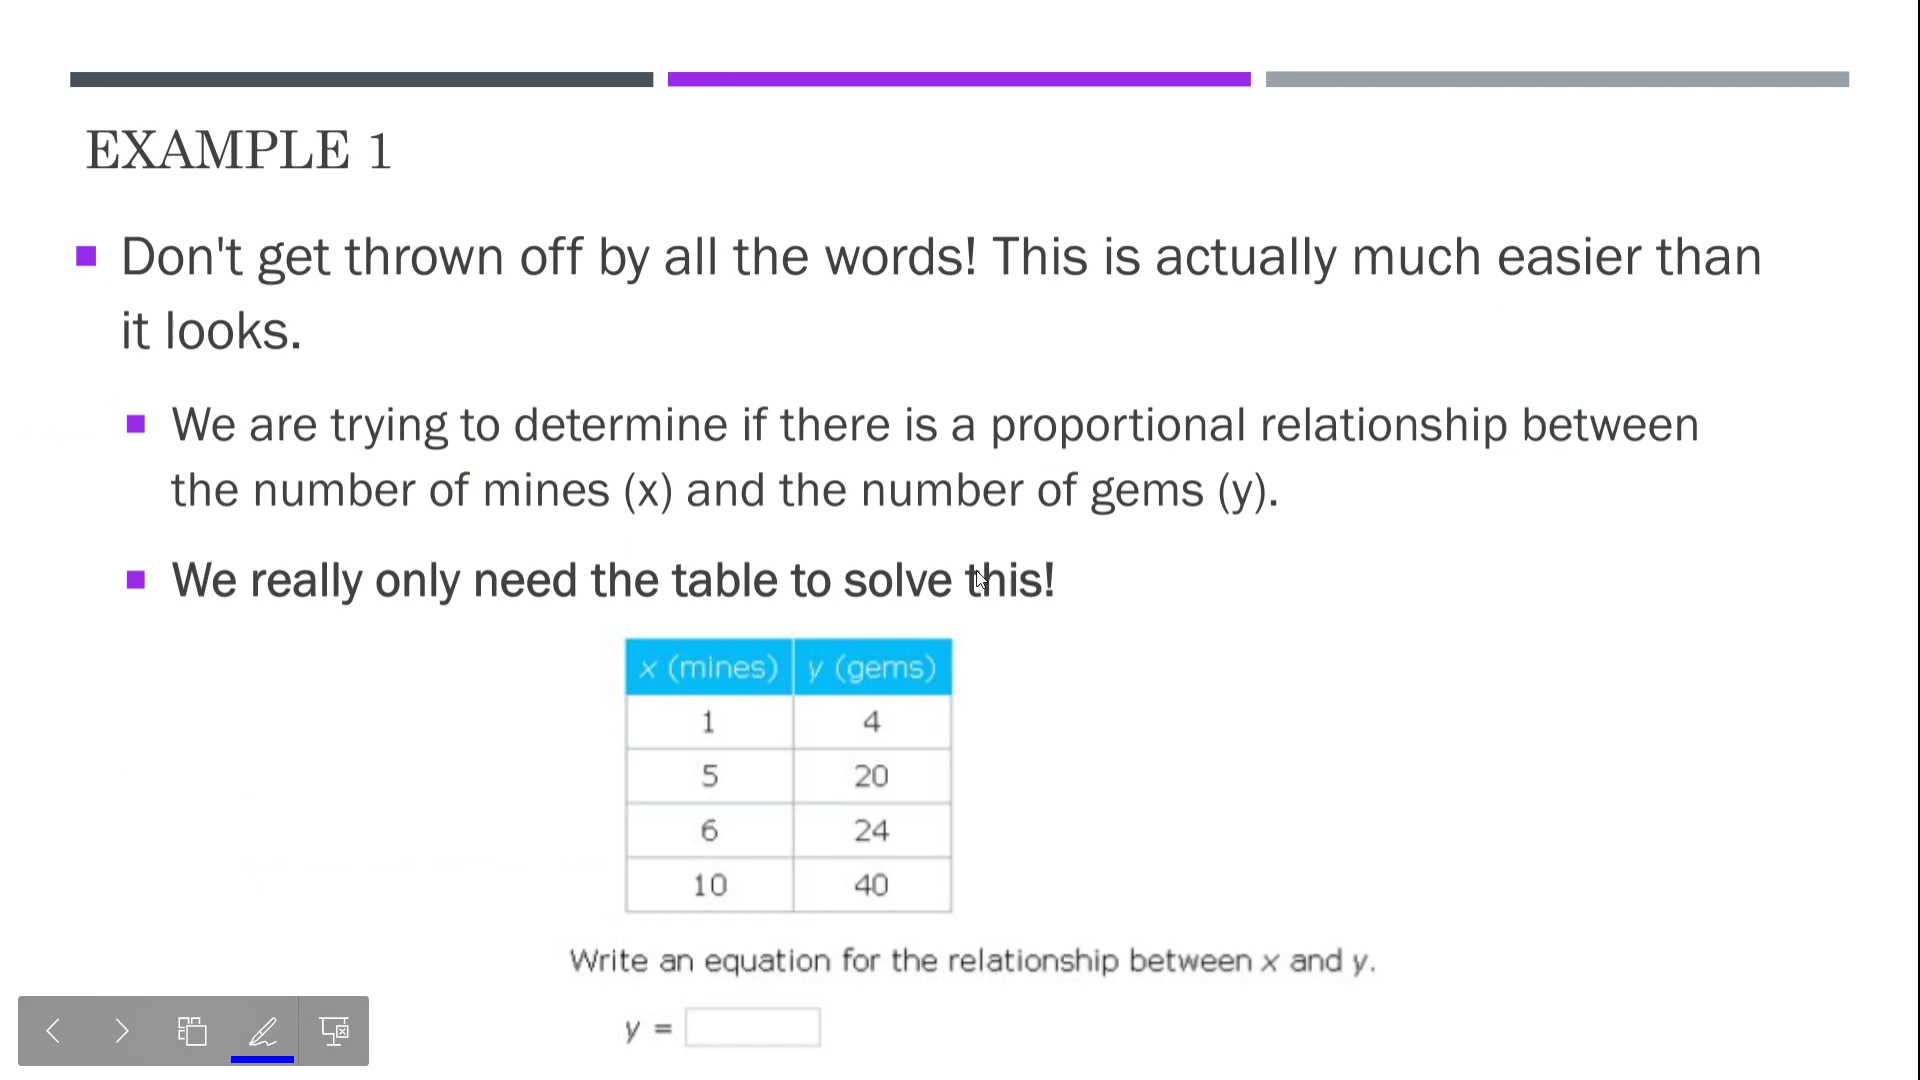 EXAMPLE 1
Don't get thrown off by all the words! This is actually much easier than
it looks.
We are trying to determine if there is a proportional relationship between
the number of mines (x) and the number of gems (y).
We really only need the table to solve this!
x (mines) y (gems)
1 4
5 20
6 24
10 40
Write an equation for the relationship between x and y.
y =